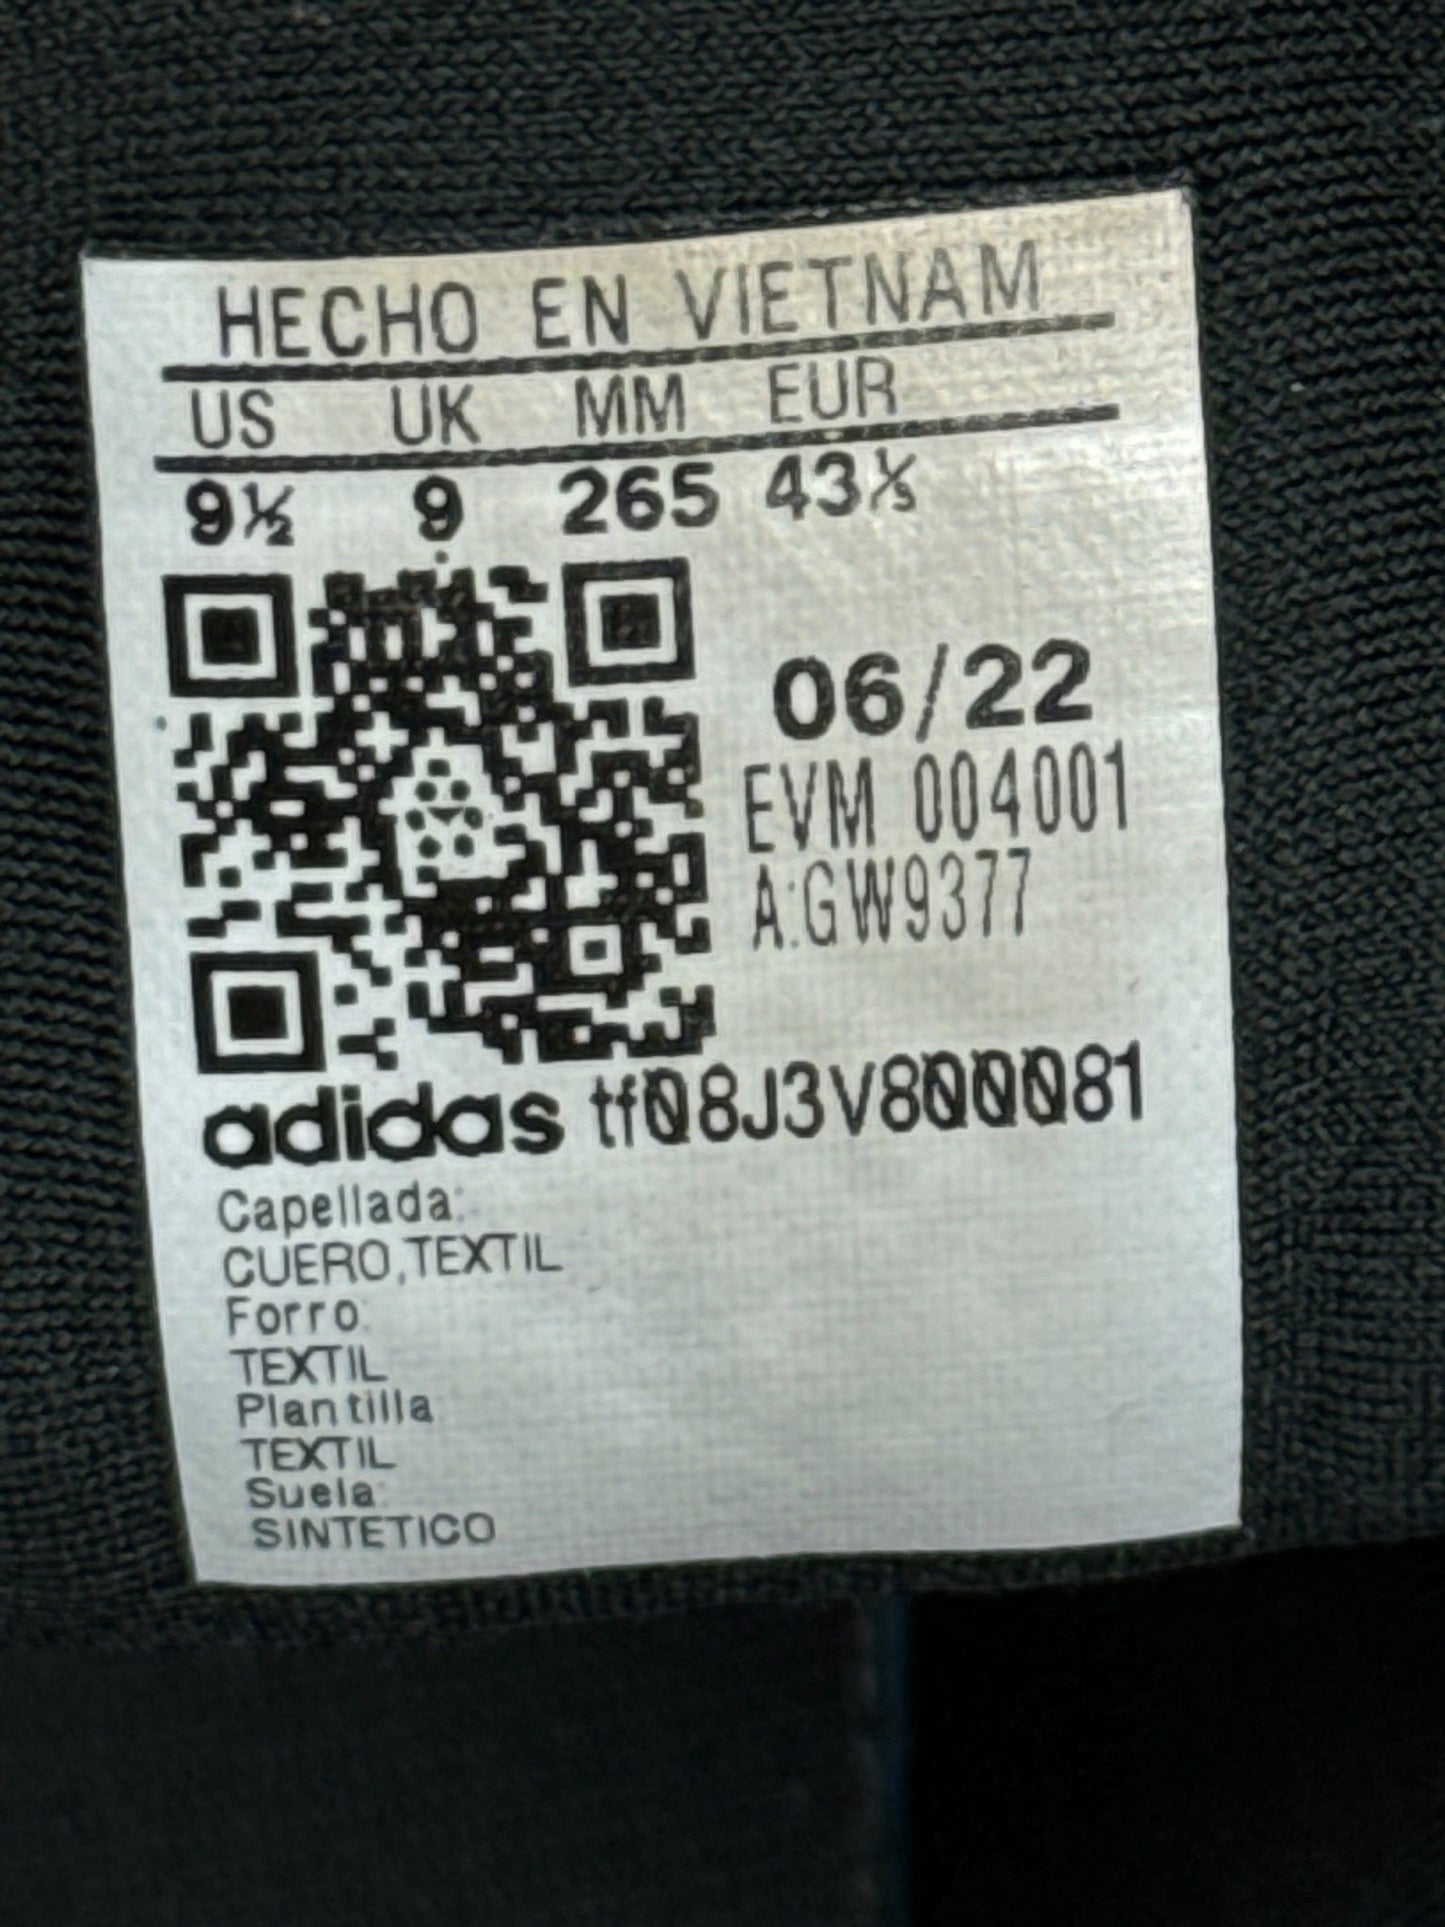 HECHO EN VIETNAM
US UK MM EUR
9½ 9 265 43⅓
06/22
EVM 004001
A:GW9377
adidas tf08J3V8000081
Capellada:
CUERO,TEXTIL
Forro:
TEXTIL
Plantilla
TEXTIL
Suela:
SINTETICO